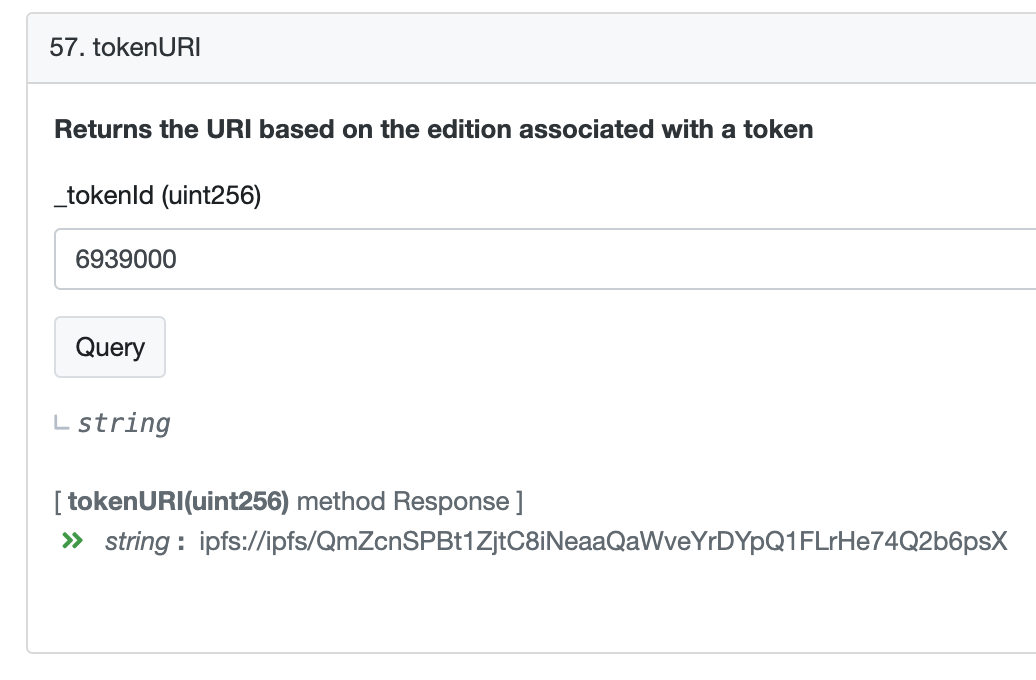 57. tokenURI
Returns the URI based on the edition associated with a token
_tokenId (uint256)
6939000
Query
string
[ tokenURI(uint256) method Response ]
string : ipfs://ipfs/QmZcnSPBt1ZjtC8iNeaaQaWveYrDYpQ1FLrHe74Q2b6psX